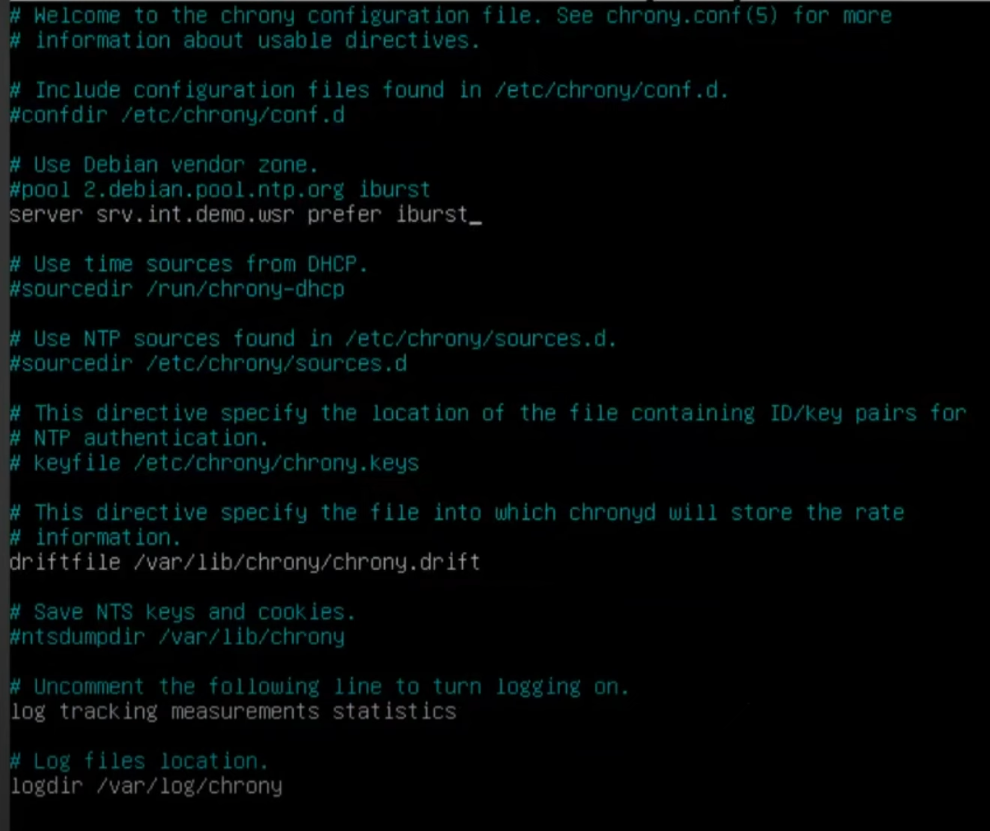 # Welcome to the chrony configuration file. See chrony.conf(5) for more
# information about usable directives.
# Include configuration files found in /etc/chrony/conf.d.
#confdir /etc/chrony/conf.d
# Use Debian vendor zone.
#pool 2.debian.pool.ntp.org iburst
server srv.int.demo.wsr prefer iburst_
# Use time sources from DHCP.
#sourcedir /run/chrony-dhcp
# Use NTP sources found in /etc/chrony/sources.d.
#sourcedir /etc/chrony/sources.d
# This directive specify the location of the file containing ID/key pairs for
# NTP authentication.
# keyfile /etc/chrony/chrony.keys
# This directive specify the file into which chronyd will store the rate
# information.
driftfile /var/lib/chrony/chrony.drift
# Save NTS keys and cookies.
#ntsdumpdir /var/lib/chrony
# Uncomment the following line to turn logging on.
log tracking measurements statistics
# Log files location.
logdir /var/log/chrony